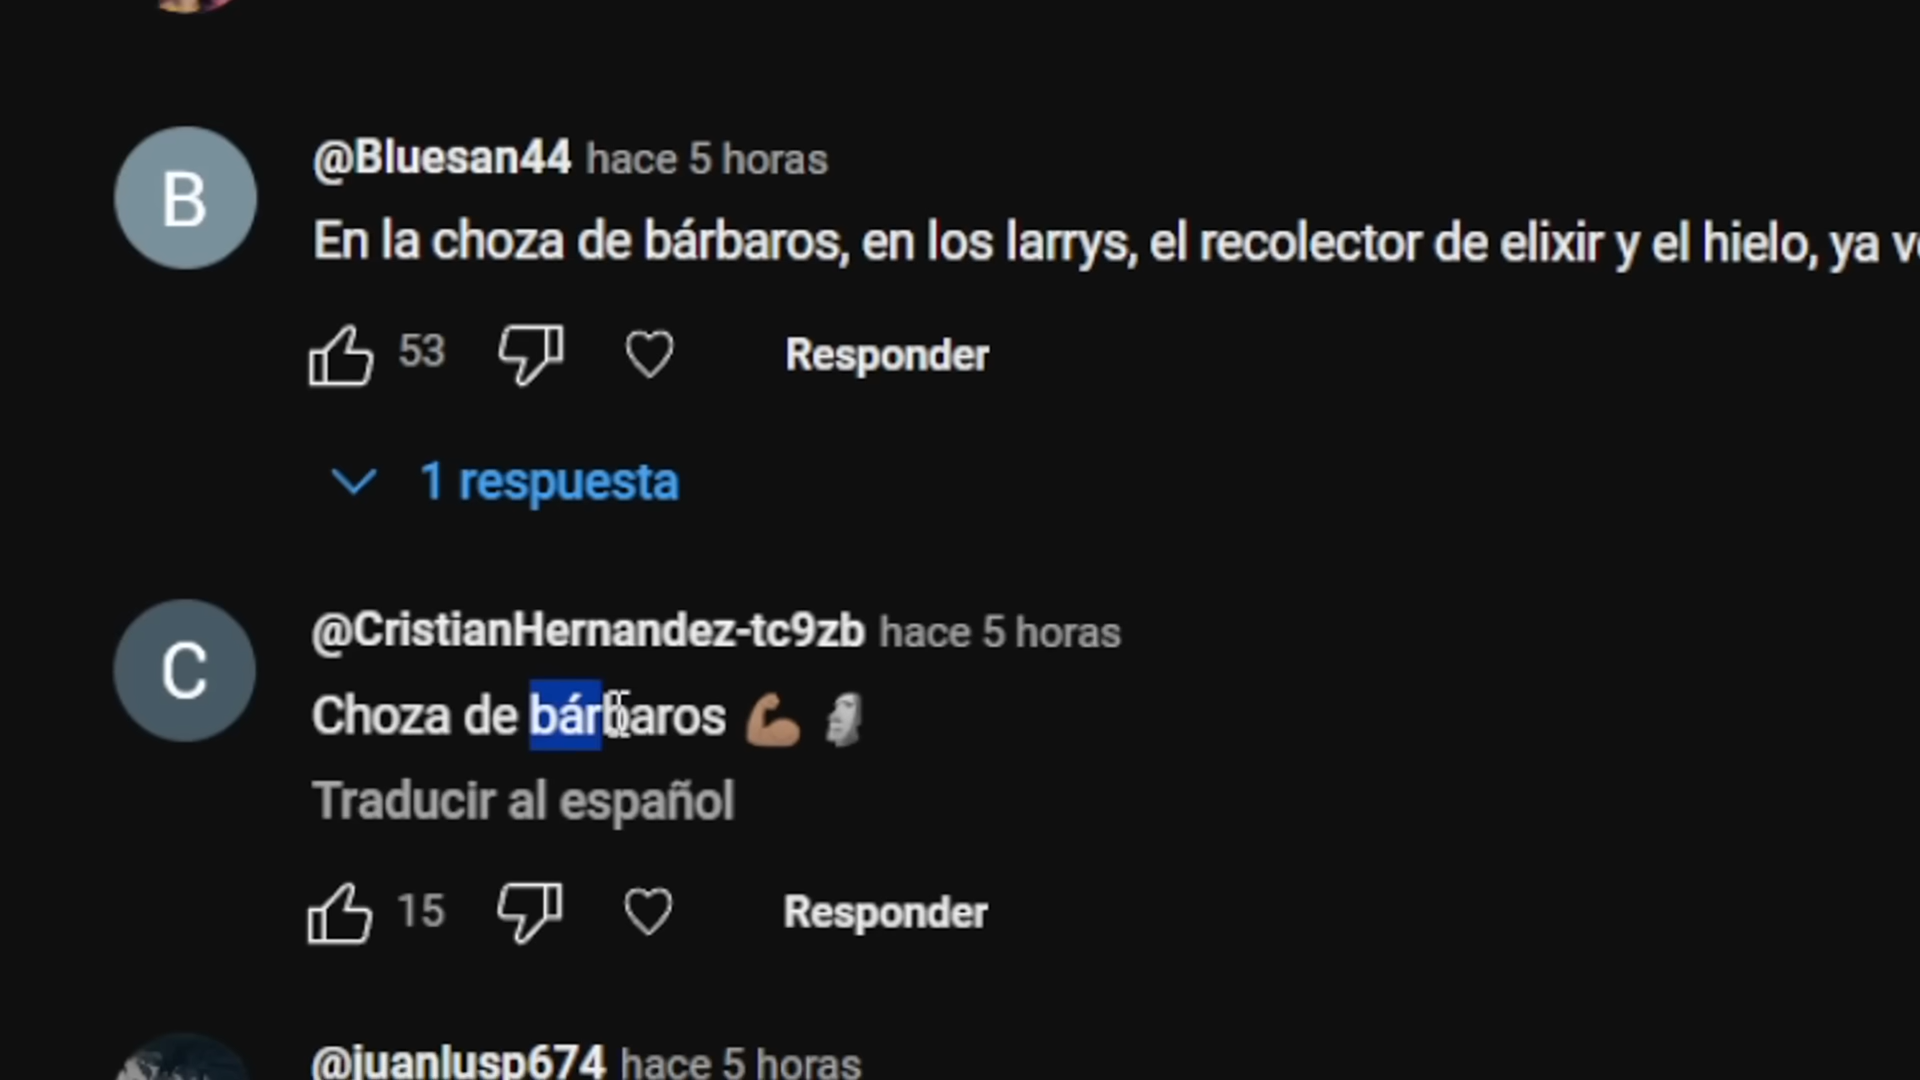 B
@Bluesan44 hace 5 horas
En la choza de bárbaros, en los larrys, el recolector de elixir y el hielo, ya
53 Responder
1 respuesta
C
@CristianHernandez-tc9zb hace 5 horas
Choza de bárbaros 💪🏽 🗿
Traducir al español
15 Responder
@juanlusp674 hace 5 horas